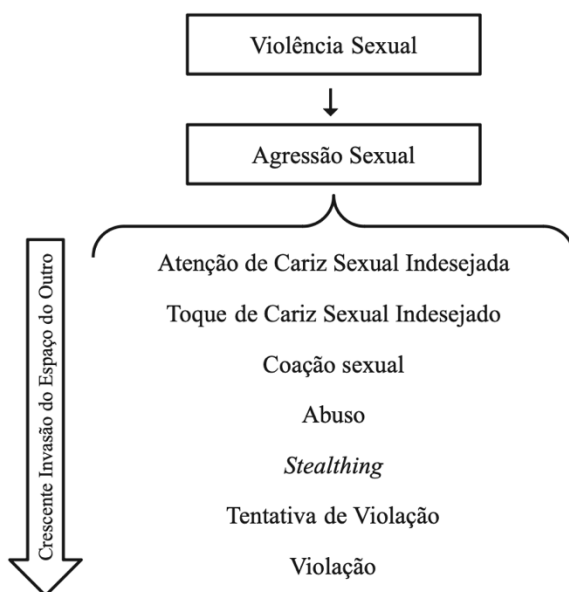 Violência Sexual
Agressão Sexual
Crescente Invasão do Espaço do Outro
Atenção de Cariz Sexual Indesejada
Toque de Cariz Sexual Indesejado
Coação sexual
Abuso
Stealthing
Tentativa de Violação
Violação